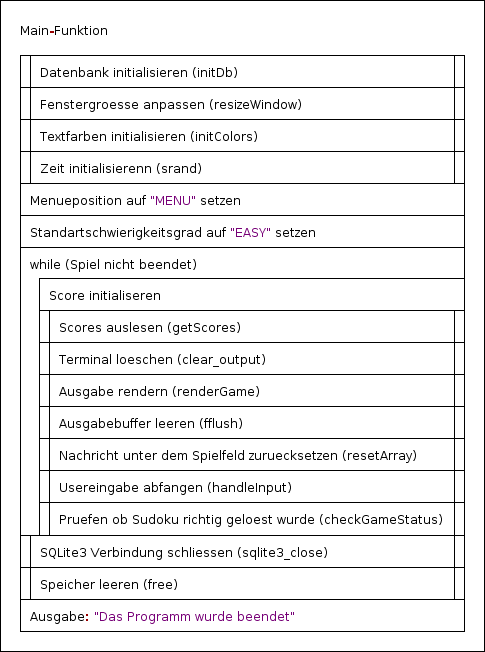 Main-Funktion
Datenbank initialisieren (initDb)
Fenstergroesse anpassen (resizeWindow)
Textfarben initialisieren (initColors)
Zeit initialisierenn (srand)
Menueposition auf "MENU" setzen
Standartschwierigkeitsgrad auf "EASY" setzen
while (Spiel nicht beendet)
Score initialiseren
Scores auslesen (getScores)
Terminal loeschen (clear_output)
Ausgabe rendern (renderGame)
Ausgabebuffer leeren (fflush)
Nachricht unter dem Spielfeld zuruecksetzen (resetArray)
Usereingabe abfangen (handleInput)
Pruefen ob Sudoku richtig geloest wurde (checkGameStatus)
SQLite3 Verbindung schliessen (sqlite3_close)
Speicher leeren (free)
Ausgabe: "Das Programm wurde beendet"